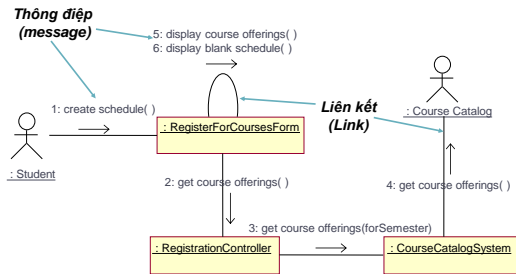 Thông điệp
(message)
5: display course offerings( )
6: display blank schedule( )
1: create schedule( )
Liên kết
(Link)
: Course Catalog
: RegisterForCoursesForm
: Student
2: get course offerings( )
4: get course offerings( )
3: get course offerings(forSemester)
: RegistrationController
: CourseCatalogSystem